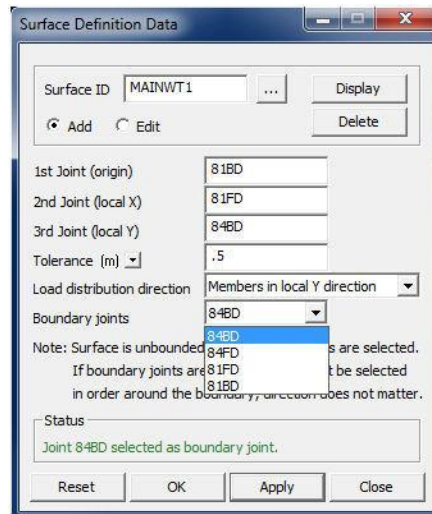 Surface Definition Data
Surface ID MAINWT1 ... Display
Add Edit Delete
1st Joint (origin) 81BD
2nd Joint (local X) 81FD
3rd Joint (local Y) 84BD
Tolerance (m) .5
Load distribution direction Members in local Y direction
Boundary joints 84BD
84BD
84FD
81FD
81BD
Note: Surface is unbounded s are selected.
If boundary joints are t be selected
in order around the boundary, direction does not matter.
Status
Joint 84BD selected as boundary joint.
Reset OK Apply Close